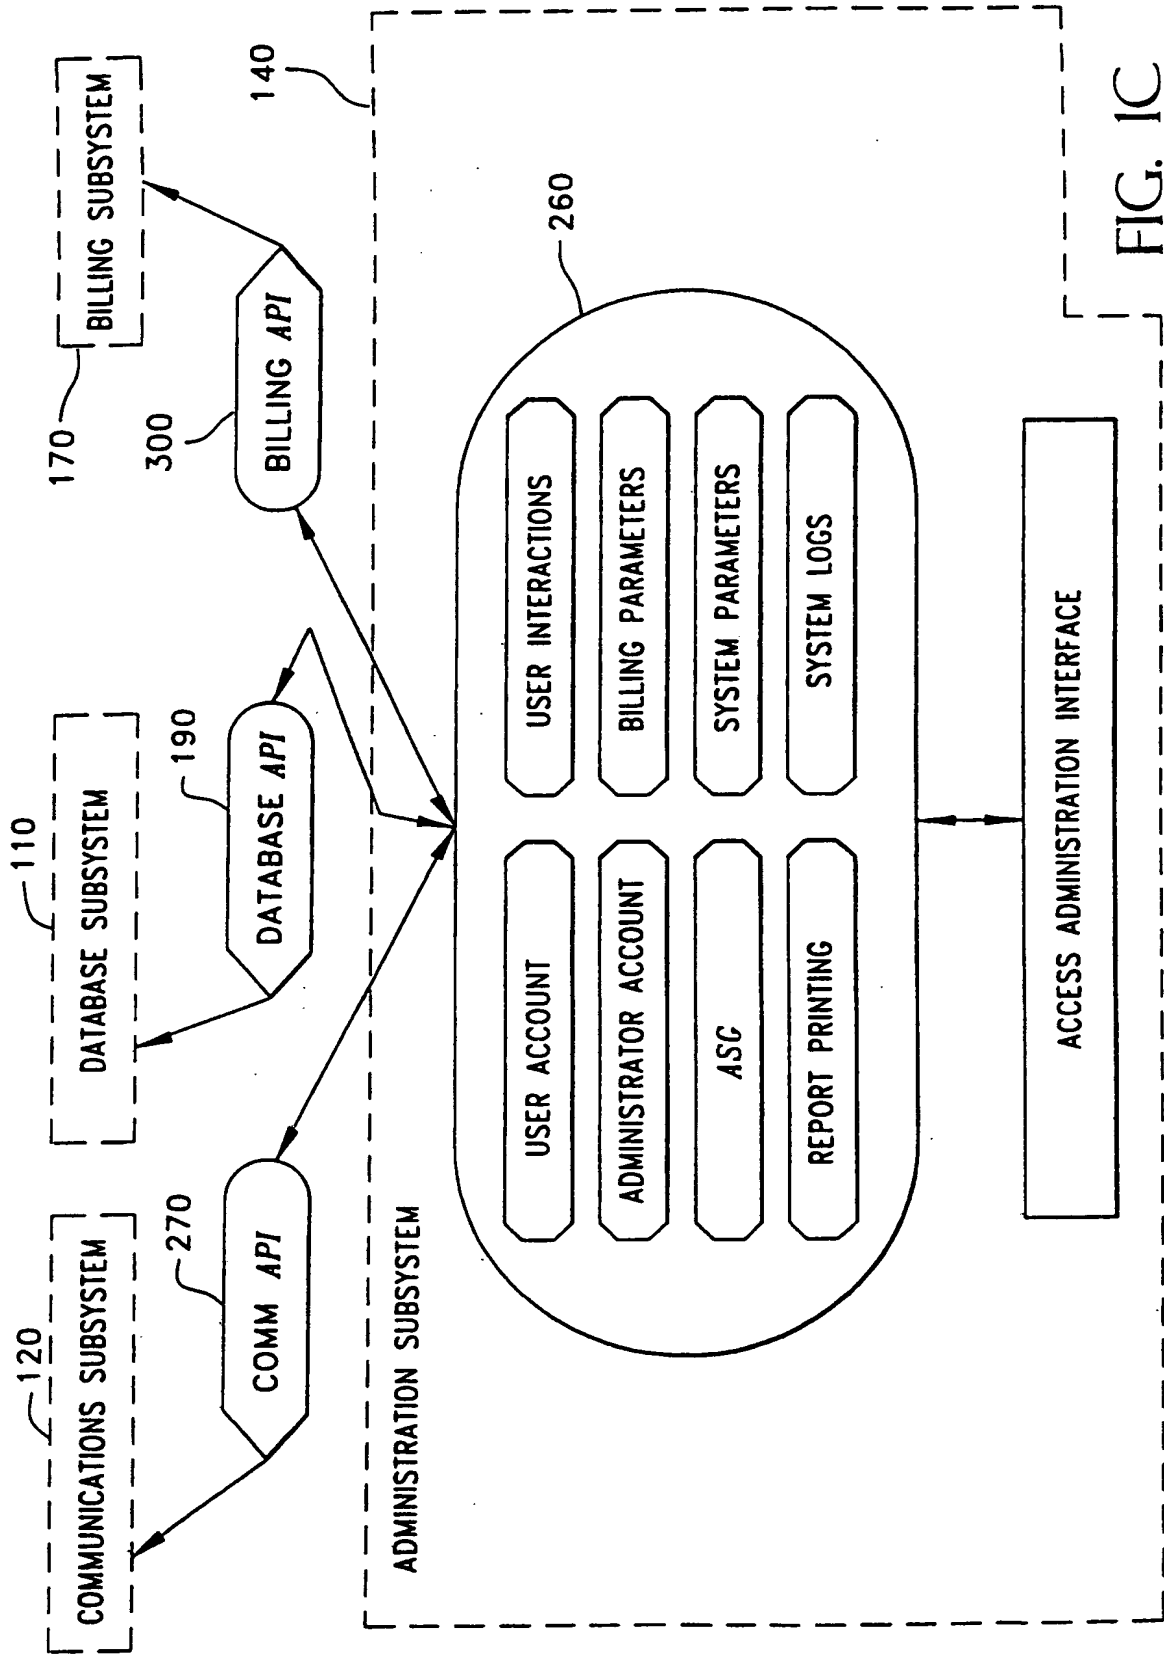 120
COMMUNICATIONS SUBSYSTEM
110
DATABASE SUBSYSTEM
170
BILLING SUBSYSTEM
270
COMM API
190
DATABASE API
300
BILLING API
140
ADMINISTRATION SUBSYSTEM
260
USER ACCOUNT
USER INTERACTIONS
ADMINISTRATOR ACCOUNT
BILLING PARAMETERS
ASG
SYSTEM PARAMETERS
REPORT PRINTING
SYSTEM LOGS
ACCESS ADMINISTRATION INTERFACE
FIG. 1C